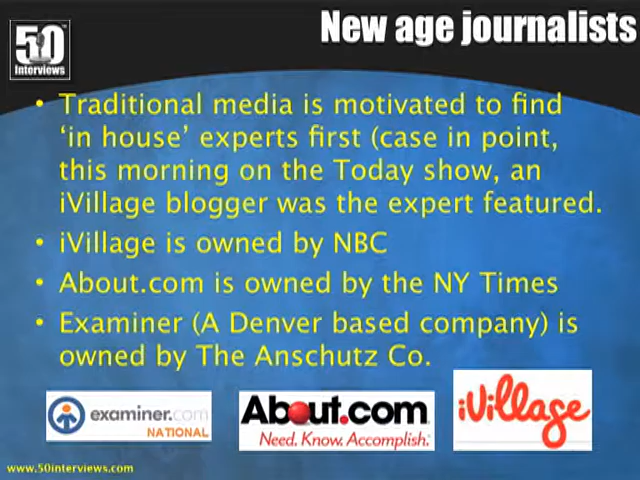 50
Interviews
New age journalists
• Traditional media is motivated to find
‘in house’ experts first (case in point,
this morning on the Today show, an
iVillage blogger was the expert featured.
• iVillage is owned by NBC
• About.com is owned by the NY Times
• Examiner (A Denver based company) is
owned by The Anschutz Co.
examiner.com
NATIONAL
About.com
Need. Know. Accomplish.
iVillage
www.50interviews.com